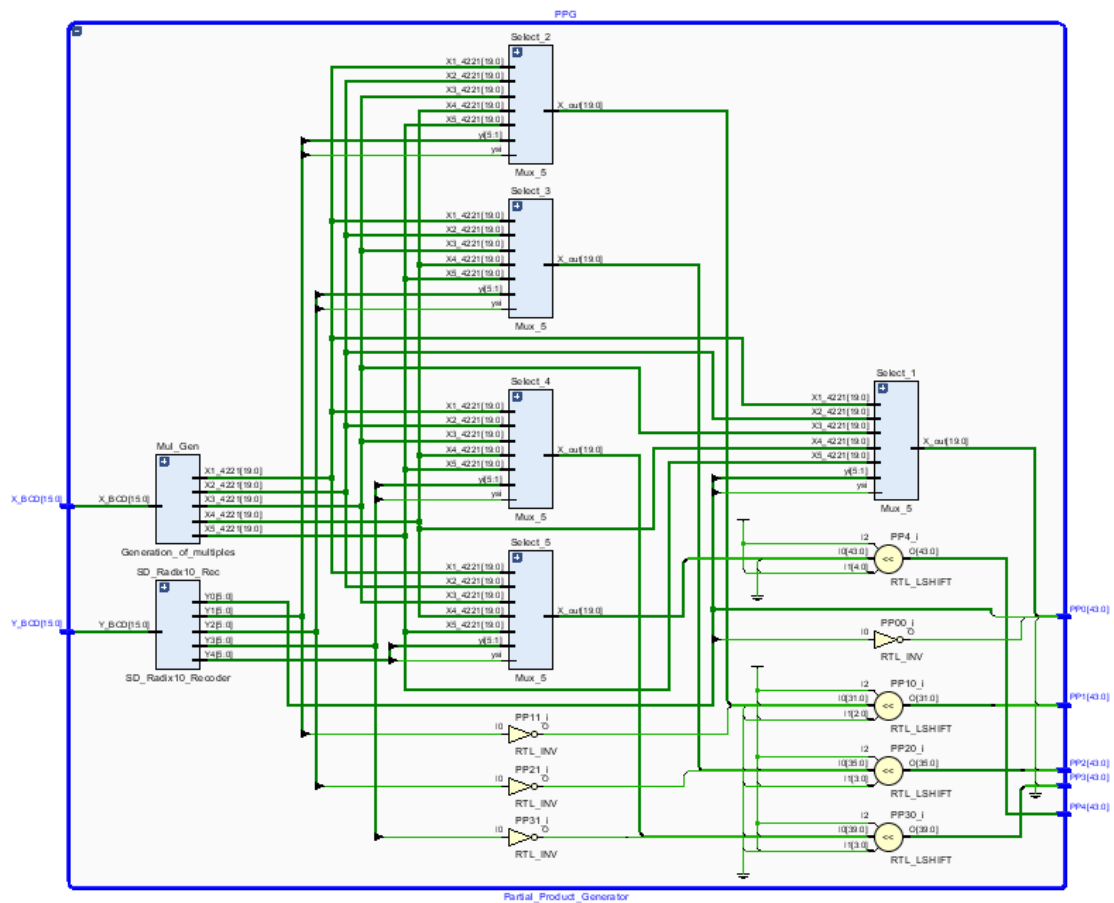 PPG
Select_2
X1_4221[19:0]
X2_4221[19:0]
X3_4221[19:0]
X4_4221[19:0]
X5_4221[19:0]
yi[5:1]
ysi
X_out[19:0]
Mux_5
Select_3
X1_4221[19:0]
X2_4221[19:0]
X3_4221[19:0]
X4_4221[19:0]
X5_4221[19:0]
yi[5:1]
ysi
X_out[19:0]
Mux_5
Select_4
X1_4221[19:0]
X2_4221[19:0]
X3_4221[19:0]
X4_4221[19:0]
X5_4221[19:0]
yi[5:1]
ysi
X_out[19:0]
Mux_5
Select_1
X1_4221[19:0]
X2_4221[19:0]
X3_4221[19:0]
X4_4221[19:0]
X5_4221[19:0]
yi[5:1]
ysi
X_out[19:0]
Mux_5
Mul_Gen
X_BCD[15:0]
X_BCD[15:0]
X1_4221[19:0]
X2_4221[19:0]
X3_4221[19:0]
X4_4221[19:0]
X5_4221[19:0]
Generation_of_multiples
SD_Radix10_Rec
Y_BCD[15:0]
Y_BCD[15:0]
Y0[5:0]
Y1[5:0]
Y2[5:0]
Y3[5:0]
Y4[5:0]
SD_Radix10_Recoder
Select_5
X1_4221[19:0]
X2_4221[19:0]
X3_4221[19:0]
X4_4221[19:0]
X5_4221[19:0]
yi[5:1]
ysi
X_out[19:0]
Mux_5
PP4_i
I2
I0[43:0]
I1[4:0]
O[43:0]
RTL_LSHIFT
PP00_i
I0
O
RTL_INV
PP0[43:0]
PP10_i
I2
I0[31:0]
I1[2:0]
O[31:0]
RTL_LSHIFT
PP1[43:0]
PP11_i
I0
O
RTL_INV
PP20_i
I2
I0[35:0]
I1[3:0]
O[35:0]
RTL_LSHIFT
PP2[43:0]
PP3[43:0]
PP4[43:0]
PP21_i
I0
O
RTL_INV
PP30_i
I2
I0[39:0]
I1[3:0]
O[39:0]
RTL_LSHIFT
PP31_i
I0
O
RTL_INV
Partial_Product_Generator